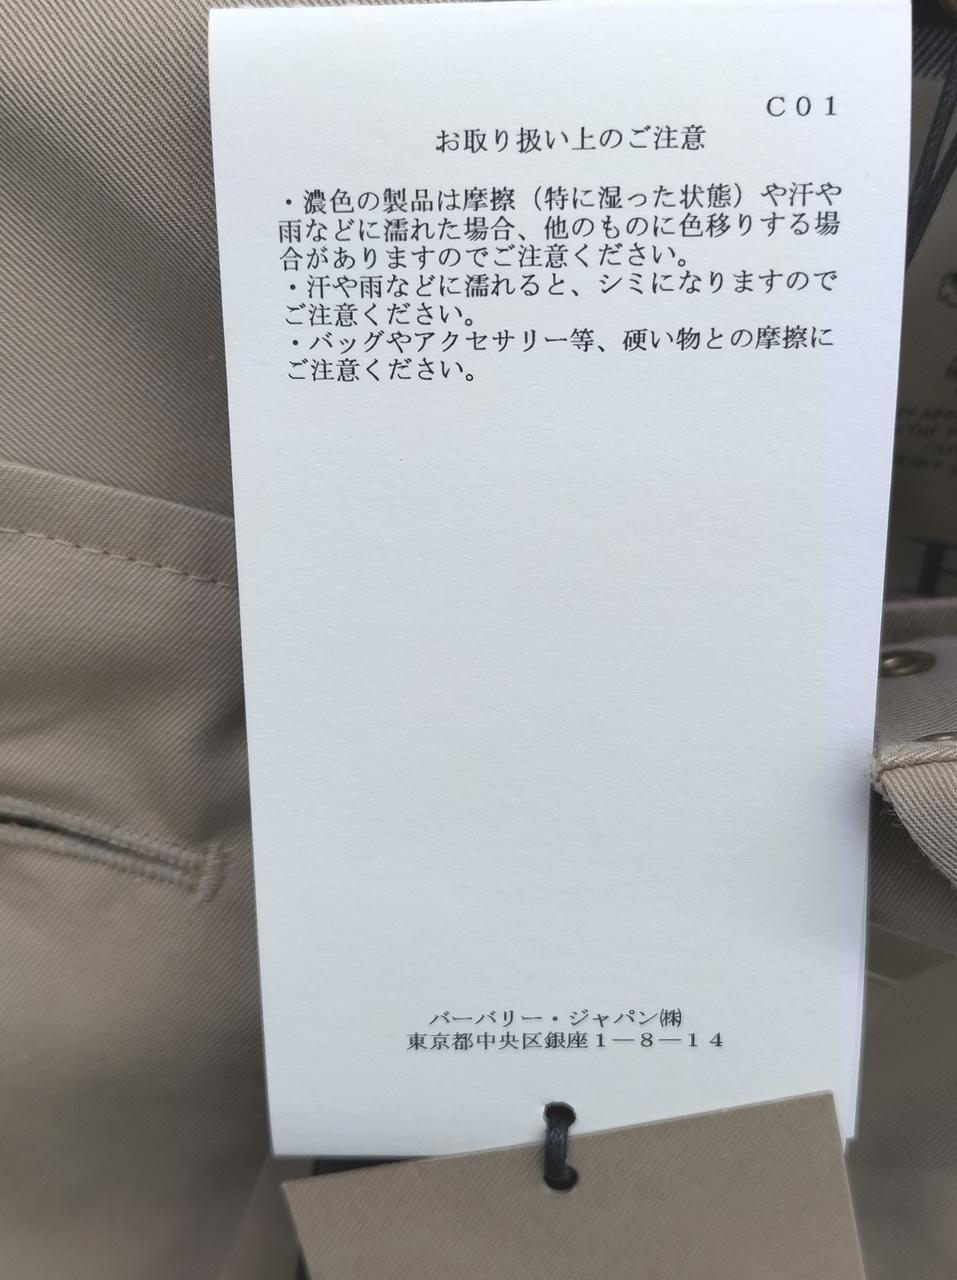 Ｃ０１
お取り扱い上のご注意
・濃色の製品は摩擦（特に湿った状態）や汗や
雨などに濡れた場合、他のものに色移りする場
合がありますのでご注意ください。
・汗や雨などに濡れると、シミになりますので
ご注意ください。
・バッグやアクセサリー等、硬い物との摩擦に
ご注意ください。
バーバリー・ジャパン㈱
東京都中央区銀座１－８－１４